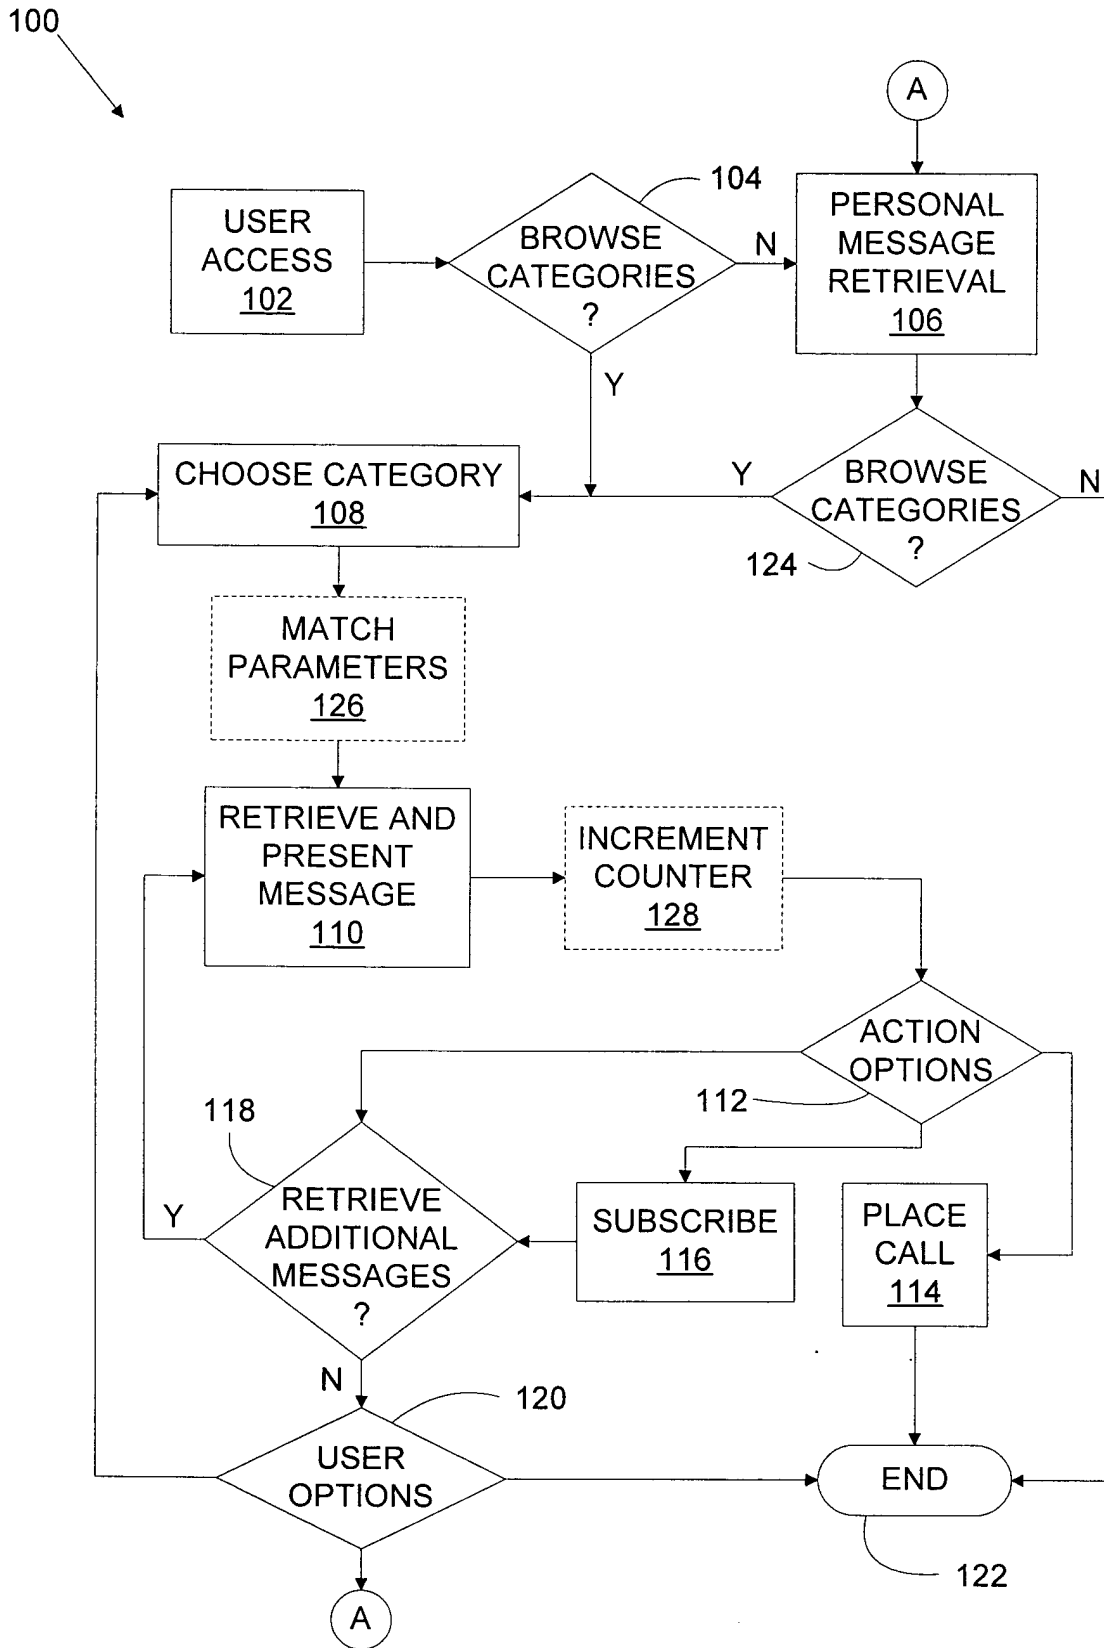 100
A
104
USER
ACCESS
102
BROWSE
CATEGORIES
?
N
PERSONAL
MESSAGE
RETRIEVAL
106
Y
CHOOSE CATEGORY
108
Y
BROWSE
CATEGORIES
?
N
124
MATCH
PARAMETERS
126
RETRIEVE AND
PRESENT
MESSAGE
110
INCREMENT
COUNTER
128
ACTION
OPTIONS
112
118
RETRIEVE
ADDITIONAL
MESSAGES
?
Y
SUBSCRIBE
116
PLACE
CALL
114
N
120
USER
OPTIONS
END
122
A